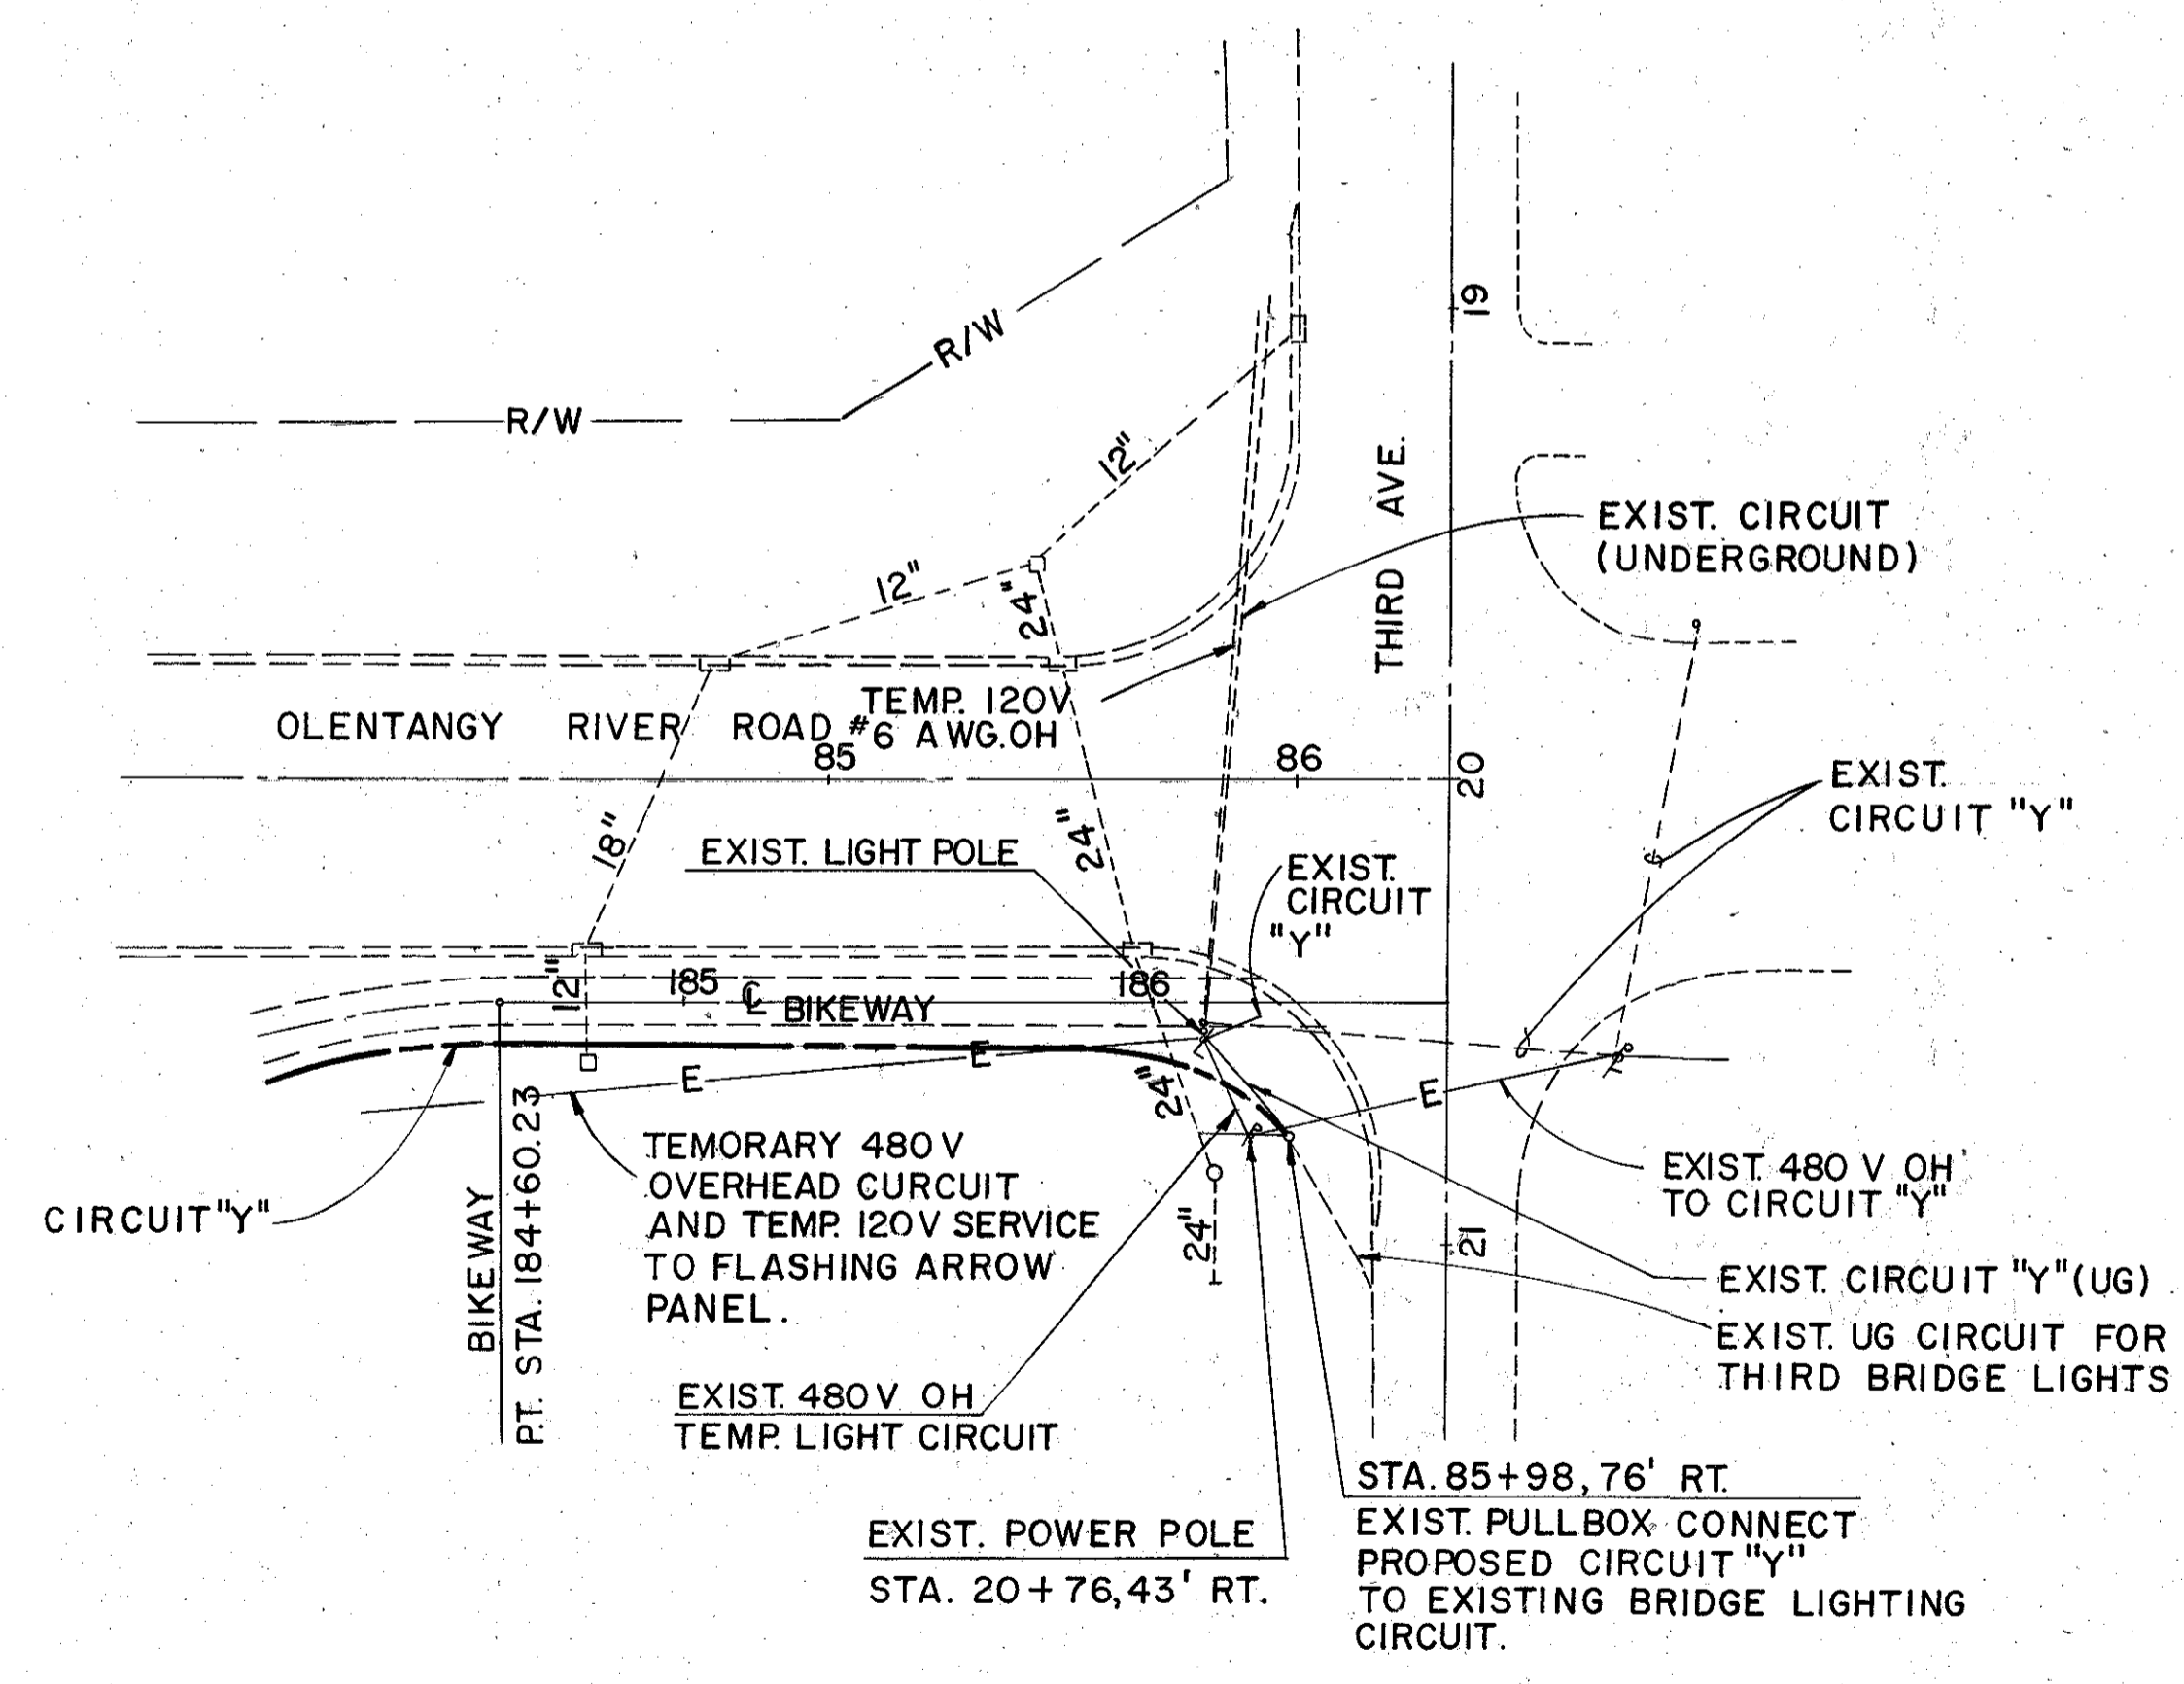 R/W
R/W
19
12"
THIRD AVE.
EXIST. CIRCUIT
(UNDERGROUND)
12"
24"
TEMP. 120V
#6 AWG.OH
OLENTANGY RIVER ROAD
85
86
20
EXIST.
CIRCUIT "Y"
18"
24"
EXIST. LIGHT POLE
EXIST.
CIRCUIT
"Y"
12"
185
186
℄ BIKEWAY
E
E
E
24"
CIRCUIT "Y"
BIKEWAY
P.T. STA. 184+60.23
TEMORARY 480V
OVERHEAD CURCUIT
AND TEMP. 120V SERVICE
TO FLASHING ARROW
PANEL.
24"
21
EXIST. 480 V OH
TO CIRCUIT "Y"
EXIST. CIRCUIT "Y" (UG)
EXIST. UG CIRCUIT FOR
THIRD BRIDGE LIGHTS
EXIST. 480V OH
TEMP. LIGHT CIRCUIT
EXIST. POWER POLE
STA. 20+76,43' RT.
STA. 85+98,76' RT.
EXIST. PULLBOX CONNECT
PROPOSED CIRCUIT "Y"
TO EXISTING BRIDGE LIGHTING
CIRCUIT.